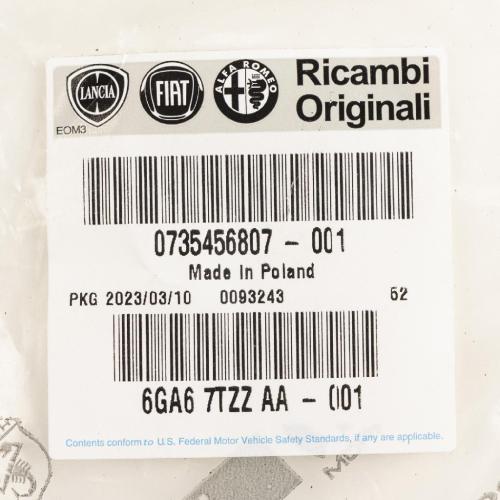 LANCIA FIAT ALFA ROMEO Ricambi
Originali
EOM3
0735456807 - 001
Made In Poland
PKG 2023/03/10 0093243 52
6GA6 7TZZ AA - 001
Contents conform to U.S. Federal Motor Vehicle Safety Standards, if any are applicable.